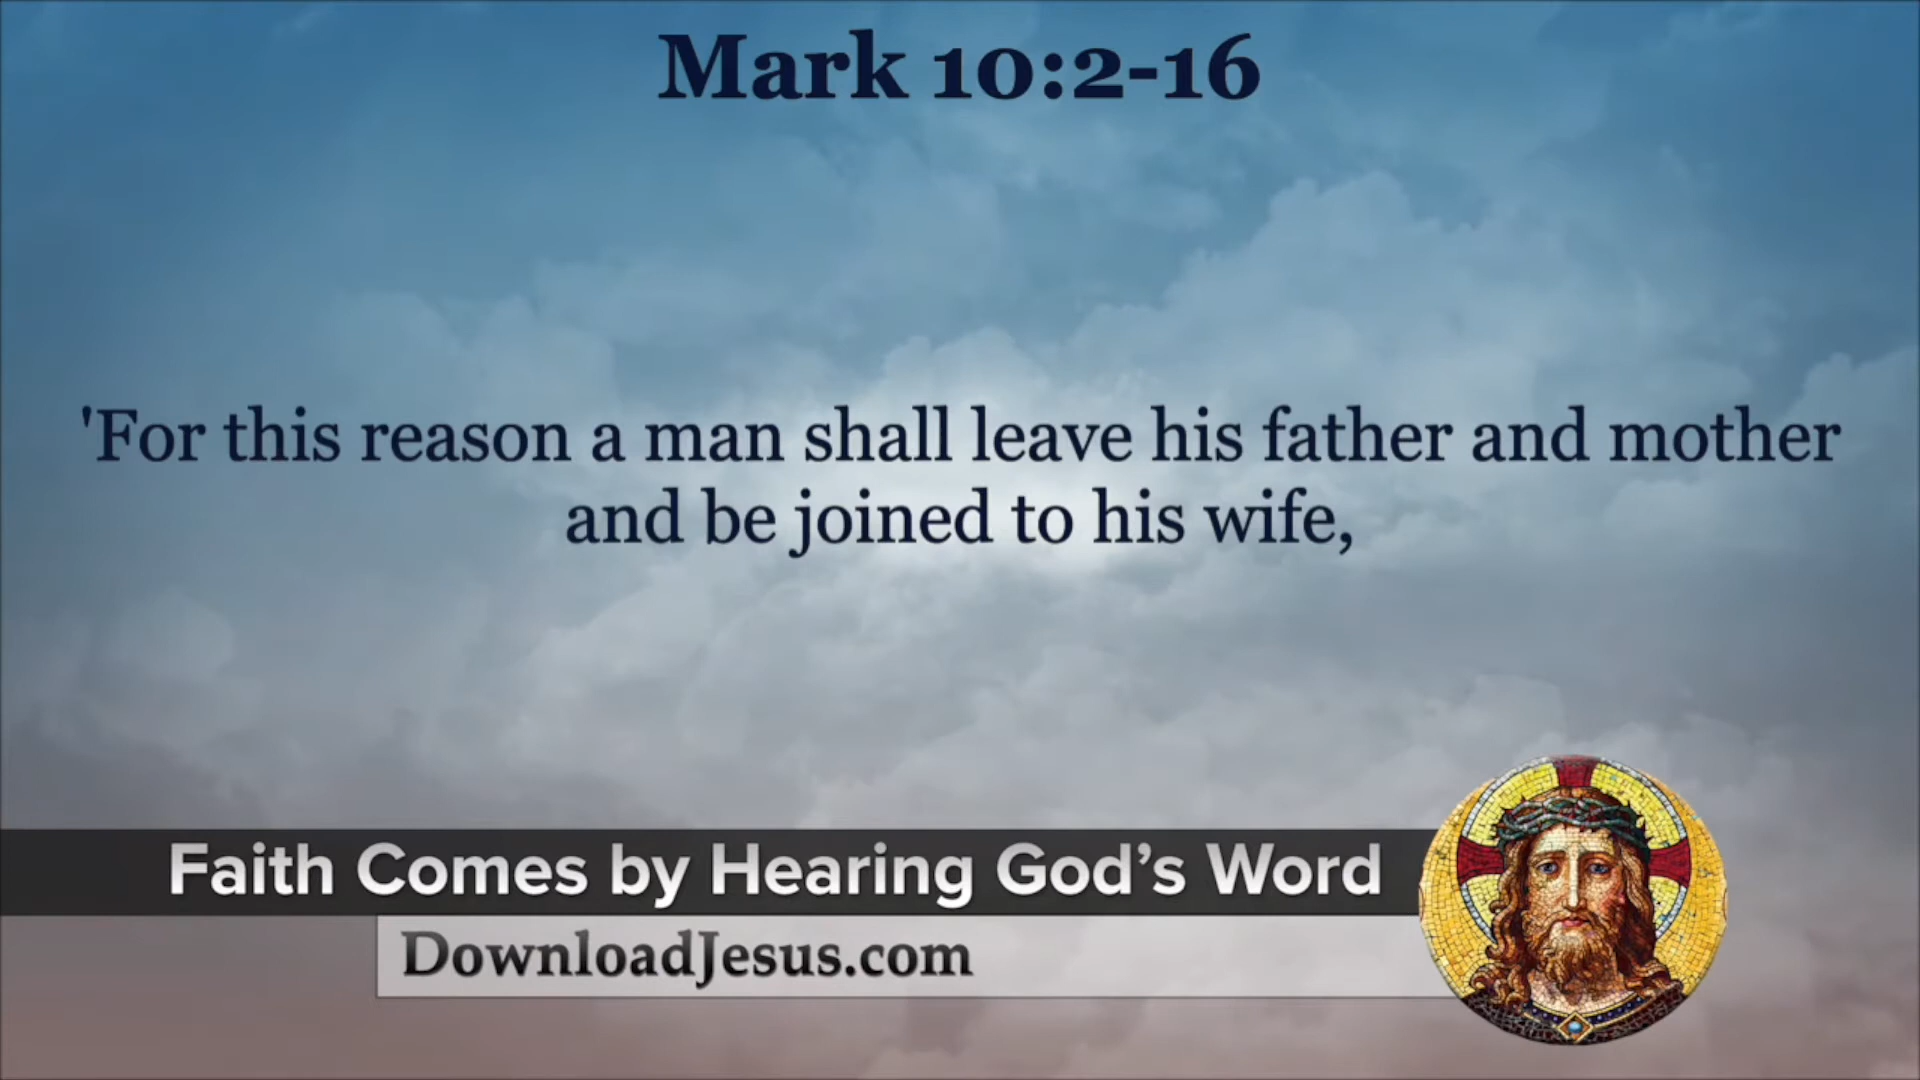 Mark 10:2-16
'For this reason a man shall leave his father and mother
and be joined to his wife,
Faith Comes by Hearing God’s Word
DownloadJesus.com